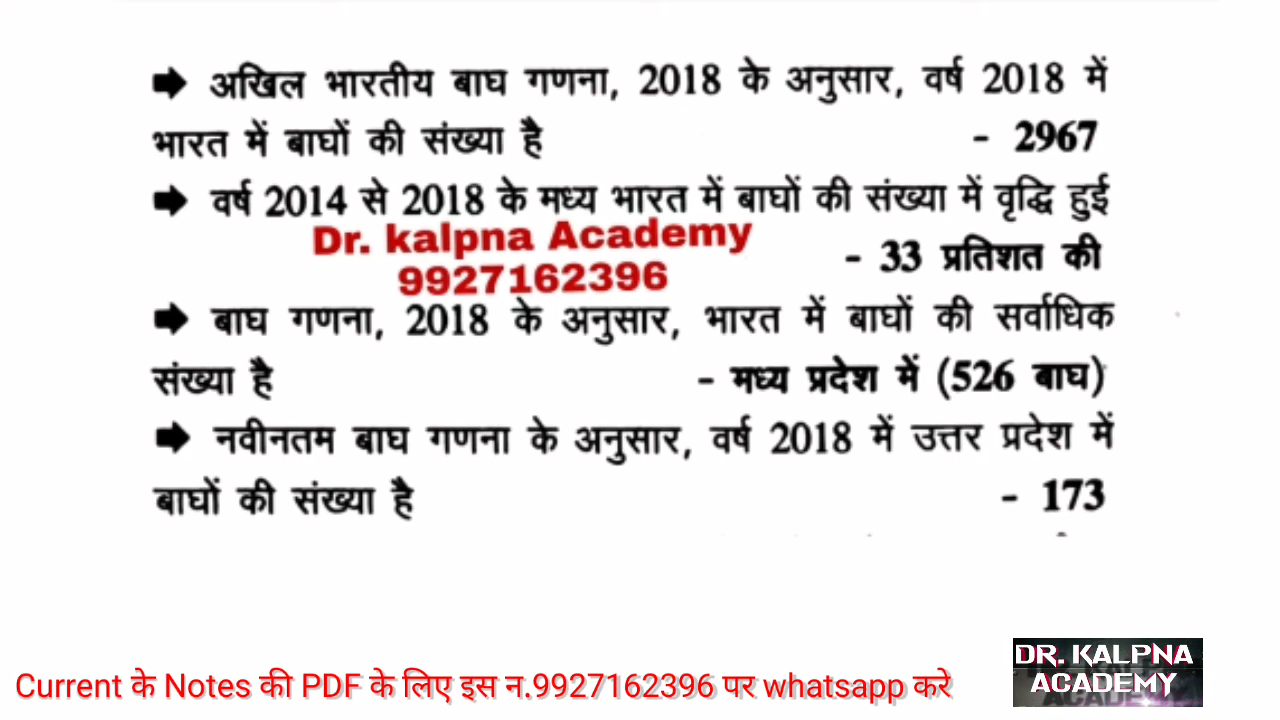 ➡ अखिल भारतीय बाघ गणना, 2018 के अनुसार, वर्ष 2018 में
भारत में बाघों की संख्या है - 2967
➡ वर्ष 2014 से 2018 के मध्य भारत में बाघों की संख्या में वृद्धि हुई
Dr. kalpna Academy
- 33 प्रतिशत की
9927162396
➡ बाघ गणना, 2018 के अनुसार, भारत में बाघों की सर्वाधिक
संख्या है - मध्य प्रदेश में (526 बाघ)
➡ नवीनतम बाघ गणना के अनुसार, वर्ष 2018 में उत्तर प्रदेश में
बाघों की संख्या है - 173
Current के Notes की PDF के लिए इस न.9927162396 पर whatsapp करे
DR. KALPNA
ACADEMY